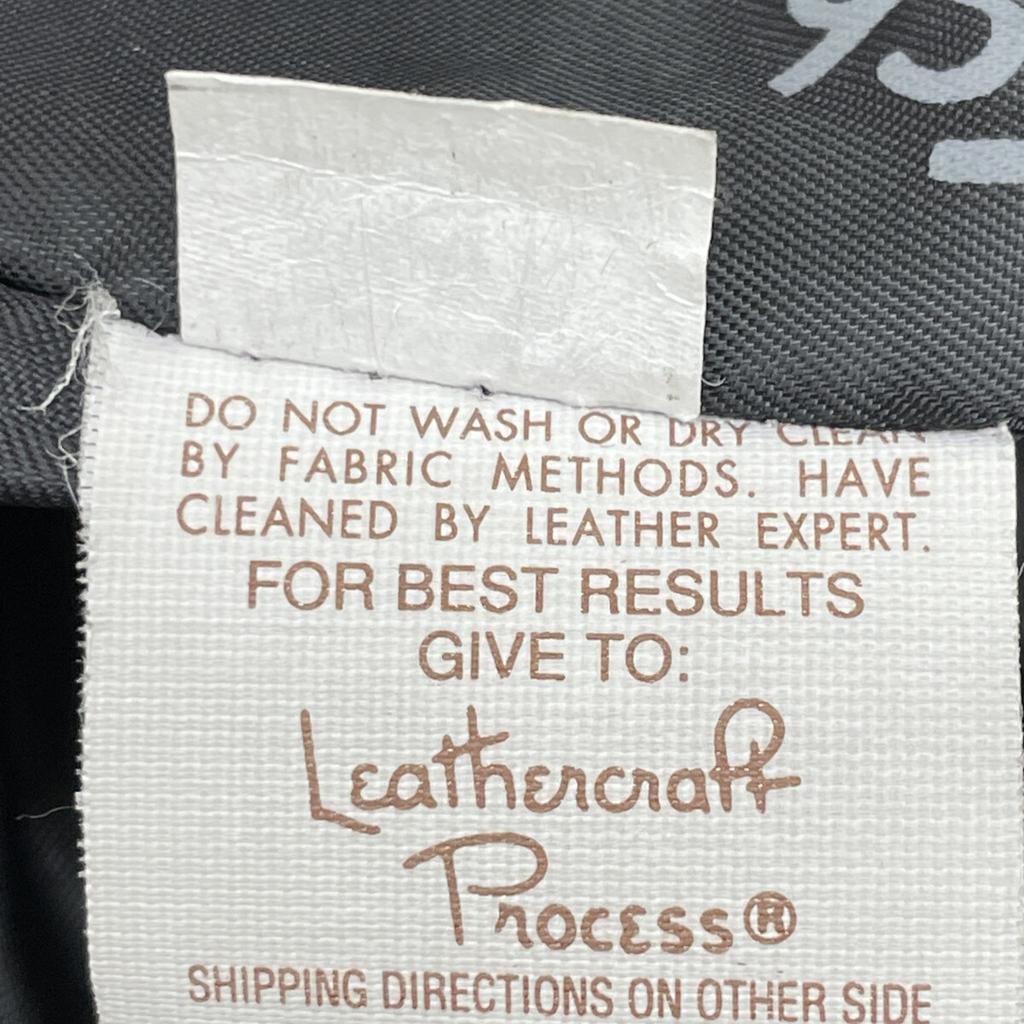 95
DO NOT WASH OR DRY CLEAN
BY FABRIC METHODS. HAVE
CLEANED BY LEATHER EXPERT.
FOR BEST RESULTS
GIVE TO:
Leathercraft
Process®
SHIPPING DIRECTIONS ON OTHER SIDE